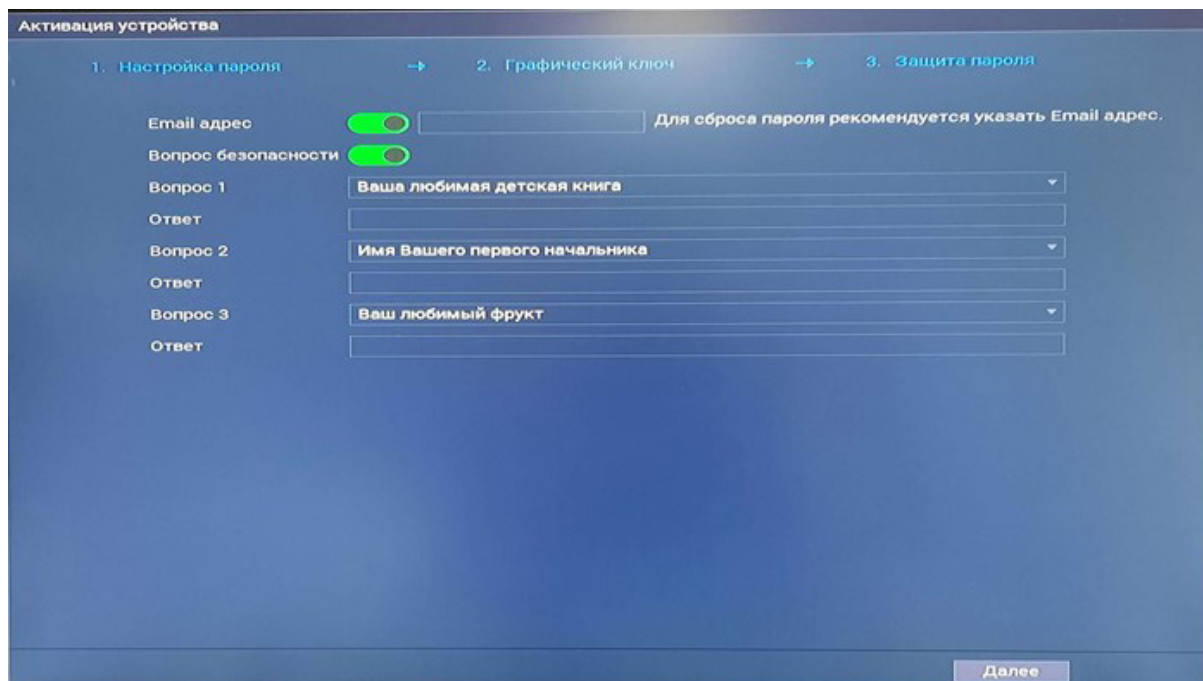 Активация устройства
1. Настройка пароля → 2. Графический ключ → 3. Защита пароля
Email адрес Для сброса пароля рекомендуется указать Email адрес.
Вопрос безопасности
Вопрос 1 Ваша любимая детская книга
Ответ
Вопрос 2 Имя Вашего первого начальника
Ответ
Вопрос 3 Ваш любимый фрукт
Ответ
Далее